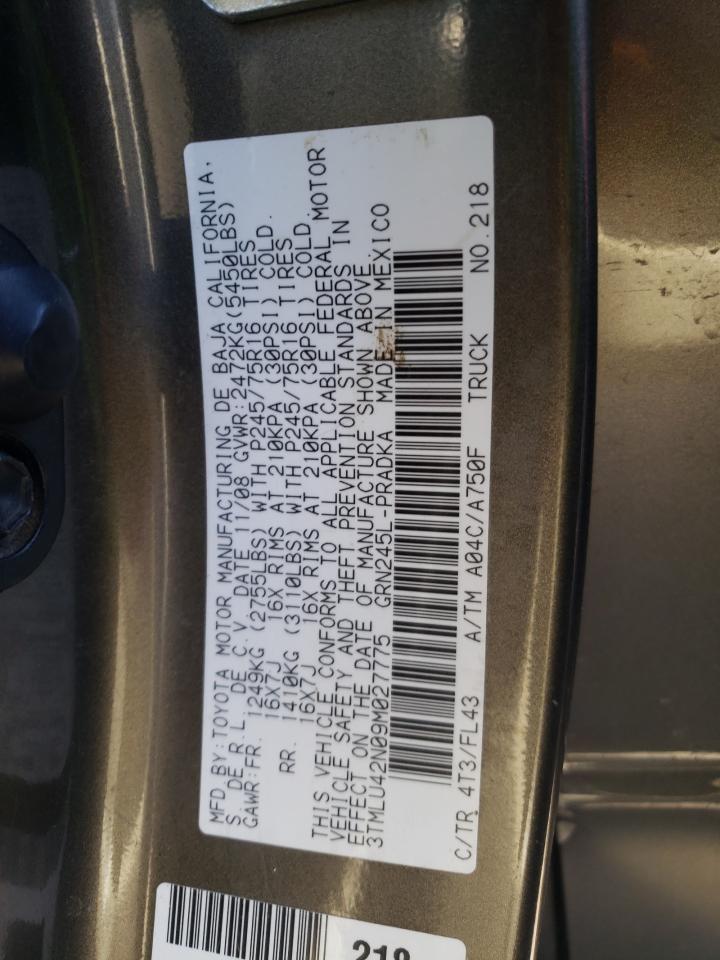 MFD BY:TOYOTA MOTOR MANUFACTURING DE BAJA CALIFORNIA,
S. DE R.L. DE C.V. DATE 11/08 GVWR:2472KG(5450LBS)
GAWR:FR. 1249KG (2755LBS) WITH P245/75R16 TIRES
16X7J 16X RIMS AT 210KPA (30PSI) COLD.
RR. 1410KG (3110LBS) WITH P245/75R16 TIRES
16X7J 16X RIMS AT 210KPA (30PSI) COLD.
THIS VEHICLE CONFORMS TO ALL APPLICABLE FEDERAL MOTOR
VEHICLE SAFETY AND THEFT PREVENTION STANDARDS IN
EFFECT ON THE DATE OF MANUFACTURE SHOWN ABOVE.
3TMLU42N09M027775 GRN245L-PRADKA MADE IN MEXICO
C/TR 4T3/FL43 A/TM A04C/A750F TRUCK NO.218
218